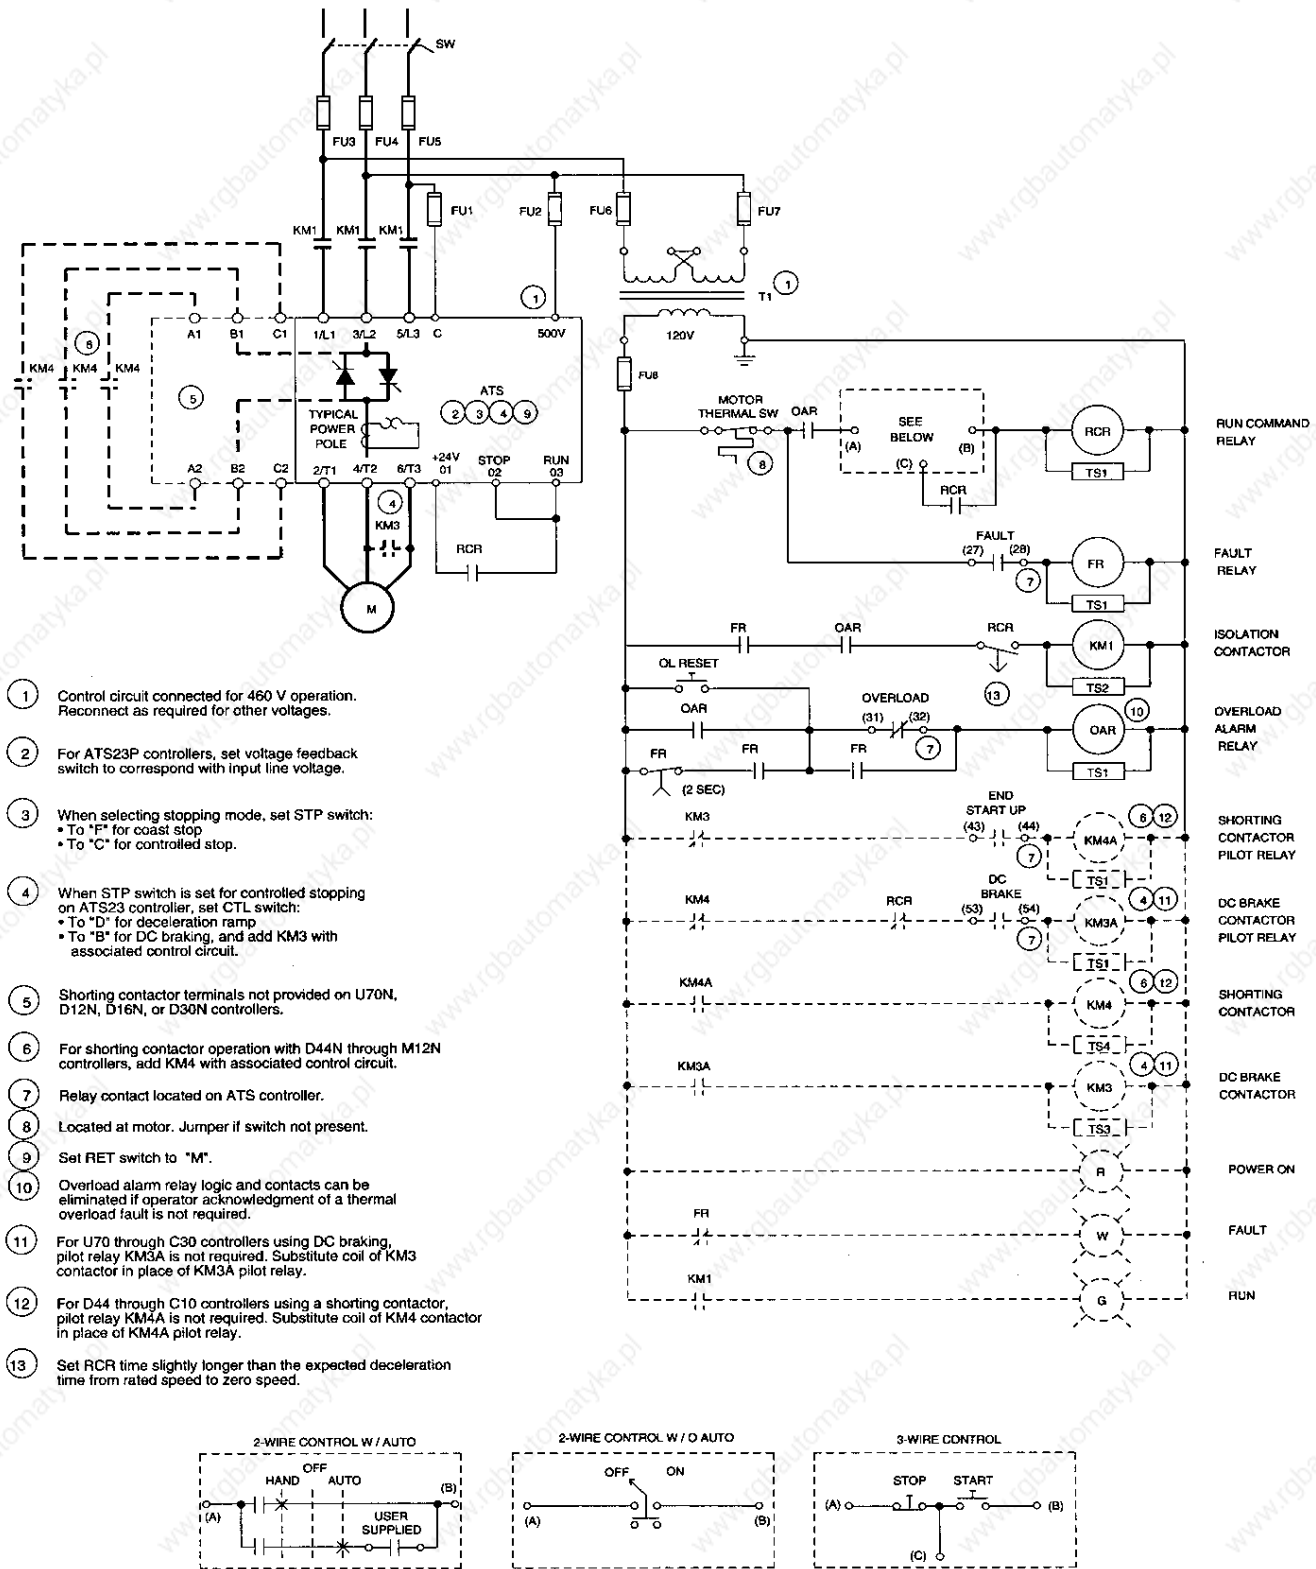 SW
FU3 FU4 FU5
FU1 FU2 FU6 FU7
KM1 KM1 KM1
1
T1 1
A1 B1 C1 1/L1 3/L2 5/L3 C 500V
120V
6
KM4 KM4 KM4
FU8
5
ATS
2 3 4 9
TYPICAL
POWER
POLE
MOTOR
THERMAL SW
OAR
SEE
BELOW
(A) (B) (C)
8
RCR
RCR
TS1
RUN COMMAND
RELAY
A2 B2 C2 2/T1 4/T2 6/T3
+24V
01
STOP
02
RUN
03
4
KM3
RCR
M
FAULT
(27) (28)
7
FR
TS1
FAULT
RELAY
FR OAR RCR
13
KM1
TS2
ISOLATION
CONTACTOR
OL RESET
OAR
OVERLOAD
(31) (32)
7
10
OAR
TS1
OVERLOAD
ALARM
RELAY
FR
(2 SEC)
FR FR
KM3
END
START UP
(43) (44)
7
6 12
KM4A
TS1
SHORTING
CONTACTOR
PILOT RELAY
KM4 RCR
DC
BRAKE
(53) (54)
7
4 11
KM3A
TS1
DC BRAKE
CONTACTOR
PILOT RELAY
KM4A
6 12
KM4
TS4
SHORTING
CONTACTOR
KM3A
4 11
KM3
TS3
DC BRAKE
CONTACTOR
R
POWER ON
FR
W
FAULT
KM1
G
RUN
1 Control circuit connected for 460 V operation.
Reconnect as required for other voltages.
2 For ATS23P controllers, set voltage feedback
switch to correspond with input line voltage.
3 When selecting stopping mode, set STP switch:
• To "F" for coast stop
• To "C" for controlled stop.
4 When STP switch is set for controlled stopping
on ATS23 controller, set CTL switch:
• To "D" for deceleration ramp
• To "B" for DC braking, and add KM3 with
associated control circuit.
5 Shorting contactor terminals not provided on U70N,
D12N, D16N, or D30N controllers.
6 For shorting contactor operation with D44N through M12N
controllers, add KM4 with associated control circuit.
7 Relay contact located on ATS controller.
8 Located at motor. Jumper if switch not present.
9 Set RET switch to "M".
10 Overload alarm relay logic and contacts can be
eliminated if operator acknowledgment of a thermal
overload fault is not required.
11 For U70 through C30 controllers using DC braking,
pilot relay KM3A is not required. Substitute coil of KM3
contactor in place of KM3A pilot relay.
12 For D44 through C10 controllers using a shorting contactor,
pilot relay KM4A is not required. Substitute coil of KM4 contactor
in place of KM4A pilot relay.
13 Set RCR time slightly longer than the expected deceleration
time from rated speed to zero speed.
2-WIRE CONTROL W / AUTO
OFF
HAND AUTO
(A) (B)
USER
SUPPLIED
2-WIRE CONTROL W / O AUTO
OFF ON
(A) (B)
3-WIRE CONTROL
STOP START
(A) (B)
(C)
www.rgbautomatyka.pl